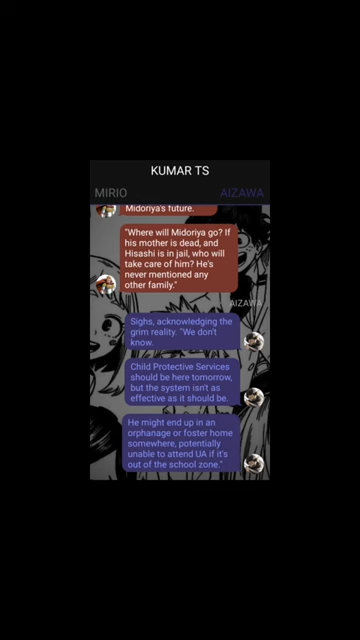 KUMAR TS
MIRIO
AIZAWA
Midoriya's future.
"Where will Midoriya go? If
his mother is dead, and
Hisashi is in jail, who will
take care of him? He's
never mentioned any
other family."
AIZAWA
Sighs, acknowledging the
grim reality. "We don't
know.
Child Protective Services
should be here tomorrow,
but the system isn't as
effective as it should be.
He might end up in an
orphanage or foster home
somewhere, potentially
unable to attend UA if it's
out of the school zone."